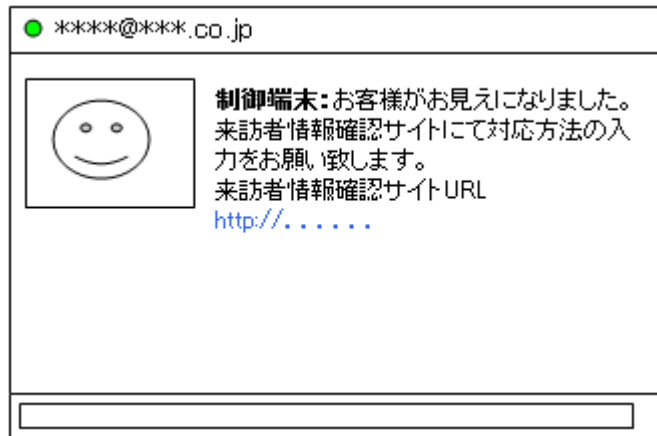 ****@***.co.jp
制御端末：お客様がお見えになりました。
来訪者情報確認サイトにて対応方法の入
力をお願い致します。
来訪者情報確認サイトURL
http://......